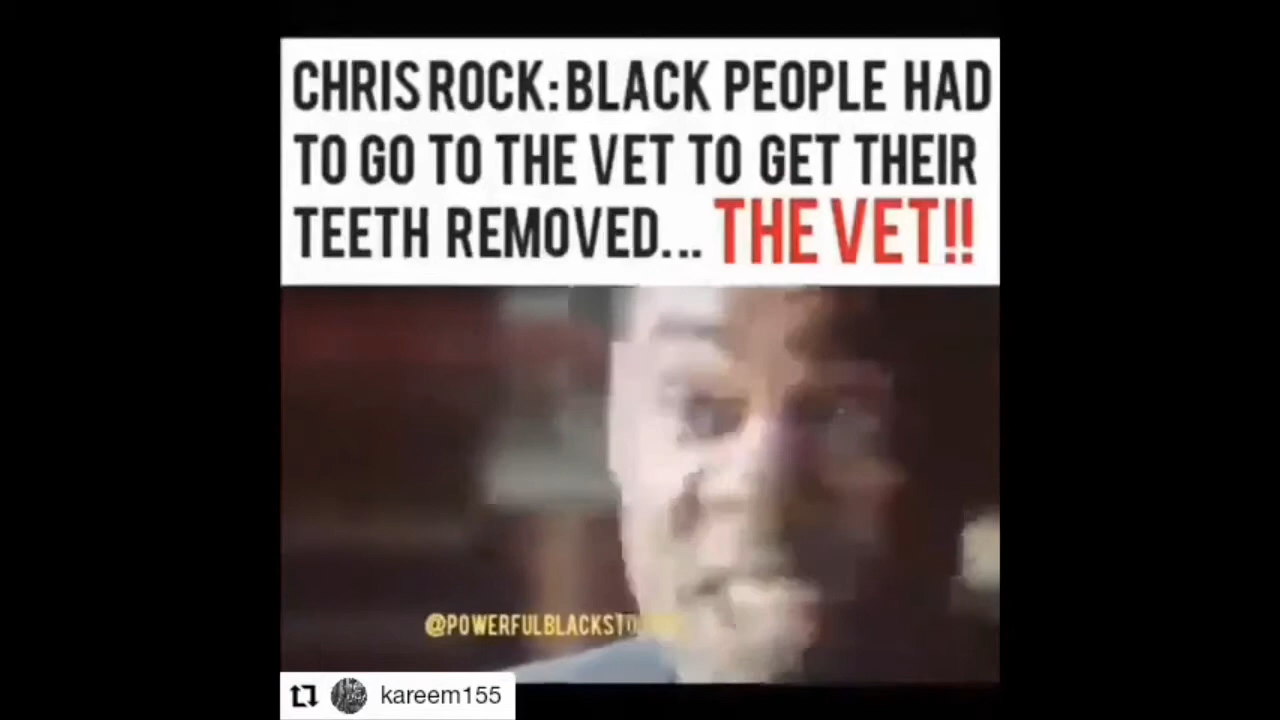 CHRIS ROCK: BLACK PEOPLE HAD
TO GO TO THE VET TO GET THEIR
TEETH REMOVED... THE VET!!
kareem155